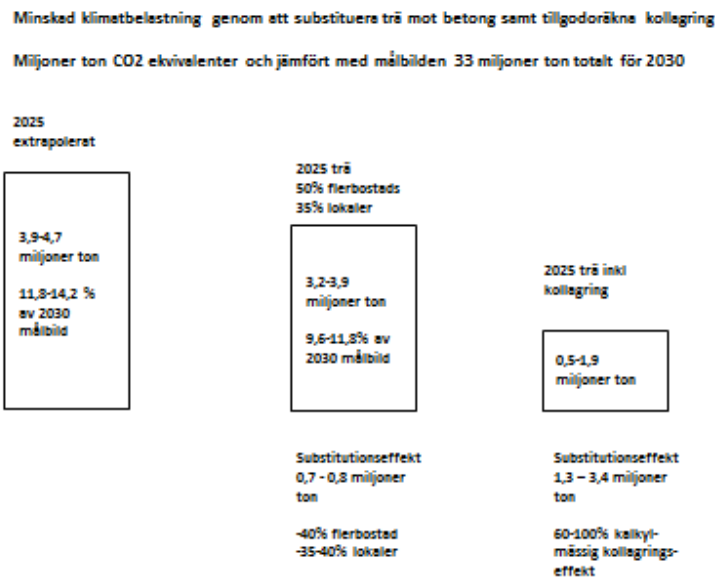 Minskad klimatbelastning genom att substituera trä mot betong samt tillgodoräkna kollagring
Miljoner ton CO2 ekvivalenter och jämfört med målbilden 33 miljoner ton totalt för 2030
2025
extrapolerat
3,9-4,7
miljoner ton
11,8-14,2 %
av 2030
målbild
2025 trä
50% flerbostads
35% lokaler
3,2-3,9
miljoner ton
9,6-11,8% av
2030 målbild
Substitutionseffekt
0,7 - 0,8 miljoner
ton
-40% flerbostad
-35-40% lokaler
2025 trä inkl
kollagring
0,5-1,9
miljoner ton
Substitutionseffekt
1,3 – 3,4 miljoner
ton
60-100% kalkyl-
mässig kollagrings-
effekt